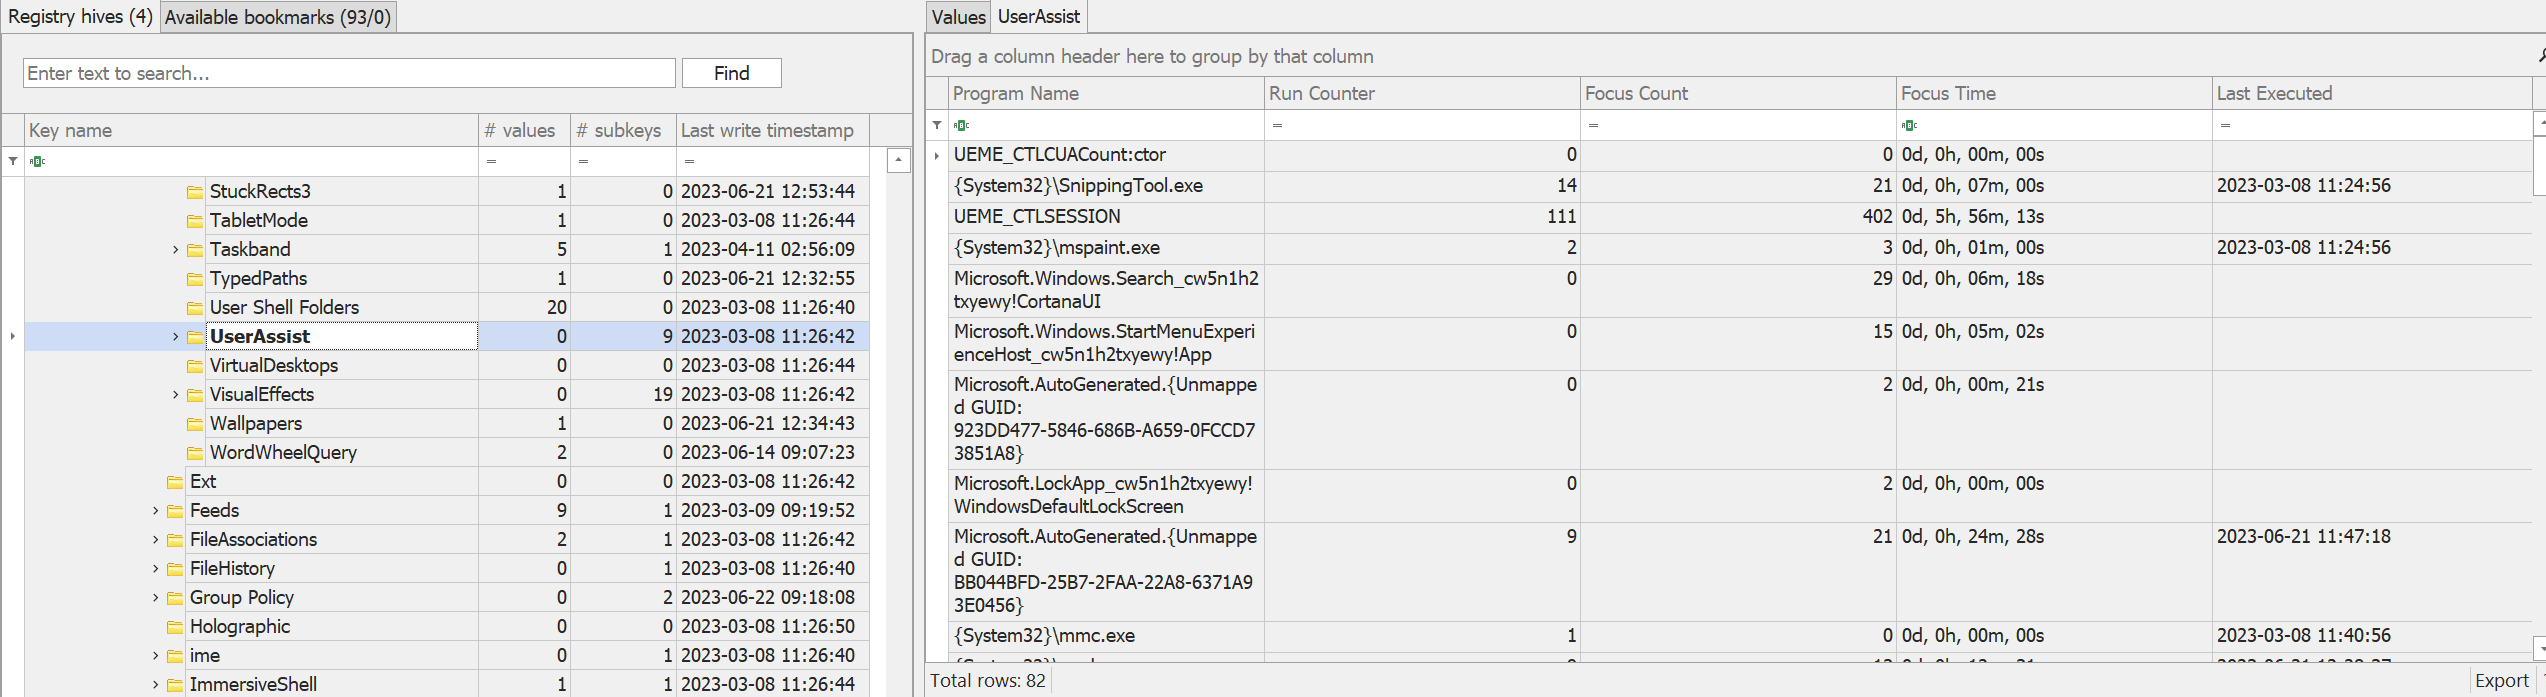 Registry hives (4) Available bookmarks (93/0)
Enter text to search... Find
Key name # values # subkeys Last write timestamp
= = =
StuckRects3 1 0 2023-06-21 12:53:44
TabletMode 1 0 2023-03-08 11:26:44
Taskband 5 1 2023-04-11 02:56:09
TypedPaths 1 0 2023-06-21 12:32:55
User Shell Folders 20 0 2023-03-08 11:26:40
UserAssist 0 9 2023-03-08 11:26:42
VirtualDesktops 0 0 2023-03-08 11:26:44
VisualEffects 0 19 2023-03-08 11:26:42
Wallpapers 1 0 2023-06-21 12:34:43
WordWheelQuery 2 0 2023-06-14 09:07:23
Ext 0 0 2023-03-08 11:26:42
Feeds 9 1 2023-03-09 09:19:52
FileAssociations 2 1 2023-03-08 11:26:42
FileHistory 0 1 2023-03-08 11:26:40
Group Policy 0 2 2023-06-22 09:18:08
Holographic 0 0 2023-03-08 11:26:50
ime 0 1 2023-03-08 11:26:40
ImmersiveShell 1 1 2023-03-08 11:26:44
Values UserAssist
Drag a column header here to group by that column
Program Name Run Counter Focus Count Focus Time Last Executed
= = =
UEME_CTLCUACount:ctor 0 0 0d, 0h, 00m, 00s
{System32}\SnippingTool.exe 14 21 0d, 0h, 07m, 00s 2023-03-08 11:24:56
UEME_CTLSESSION 111 402 0d, 5h, 56m, 13s
{System32}\mspaint.exe 2 3 0d, 0h, 01m, 00s 2023-03-08 11:24:56
Microsoft.Windows.Search_cw5n1h2 0 29 0d, 0h, 06m, 18s
txyewy!CortanaUI
Microsoft.Windows.StartMenuExperi 0 15 0d, 0h, 05m, 02s
enceHost_cw5n1h2txyewy!App
Microsoft.AutoGenerated.{Unmappe 0 2 0d, 0h, 00m, 21s
d GUID:
923DD477-5846-686B-A659-0FCCD7
3851A8}
Microsoft.LockApp_cw5n1h2txyewy! 0 2 0d, 0h, 00m, 00s
WindowsDefaultLockScreen
Microsoft.AutoGenerated.{Unmappe 9 21 0d, 0h, 24m, 28s 2023-06-21 11:47:18
d GUID:
BB044BFD-25B7-2FAA-22A8-6371A9
3E0456}
{System32}\mmc.exe 1 0 0d, 0h, 00m, 00s 2023-03-08 11:40:56
Total rows: 82 Export